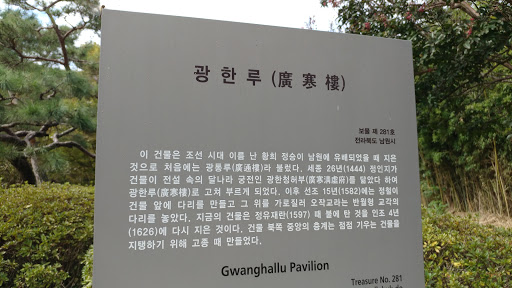 광한루(廣寒樓)
보물 제 281호
전라북도 남원시
이 건물은 조선 시대 이름 난 황희 정승이 남원에 유배되었을 때 지은
것으로 처음에는 광통루(廣通樓)라 불렀다. 세종 26년(1444) 정인지가
건물이 전설 속의 달나라 궁전인 광한청허부(廣寒淸虛府)를 닮았다 하여
광한루(廣寒樓)로 고쳐 부르게 되었다. 이후 선조 15년(1582)에는 정철이
건물 앞에 다리를 만들고 그 위를 가로질러 오작교라는 반월형 교각의
다리를 놓았다. 지금의 건물은 정유재란(1597) 때 불에 탄 것을 인조 4년
(1626)에 다시 지은 것이다. 건물 북쪽 중앙의 층계는 점점 기우는 건물을
지탱하기 위해 고종 때 만들었다.
Gwanghallu Pavilion
Treasure No. 281